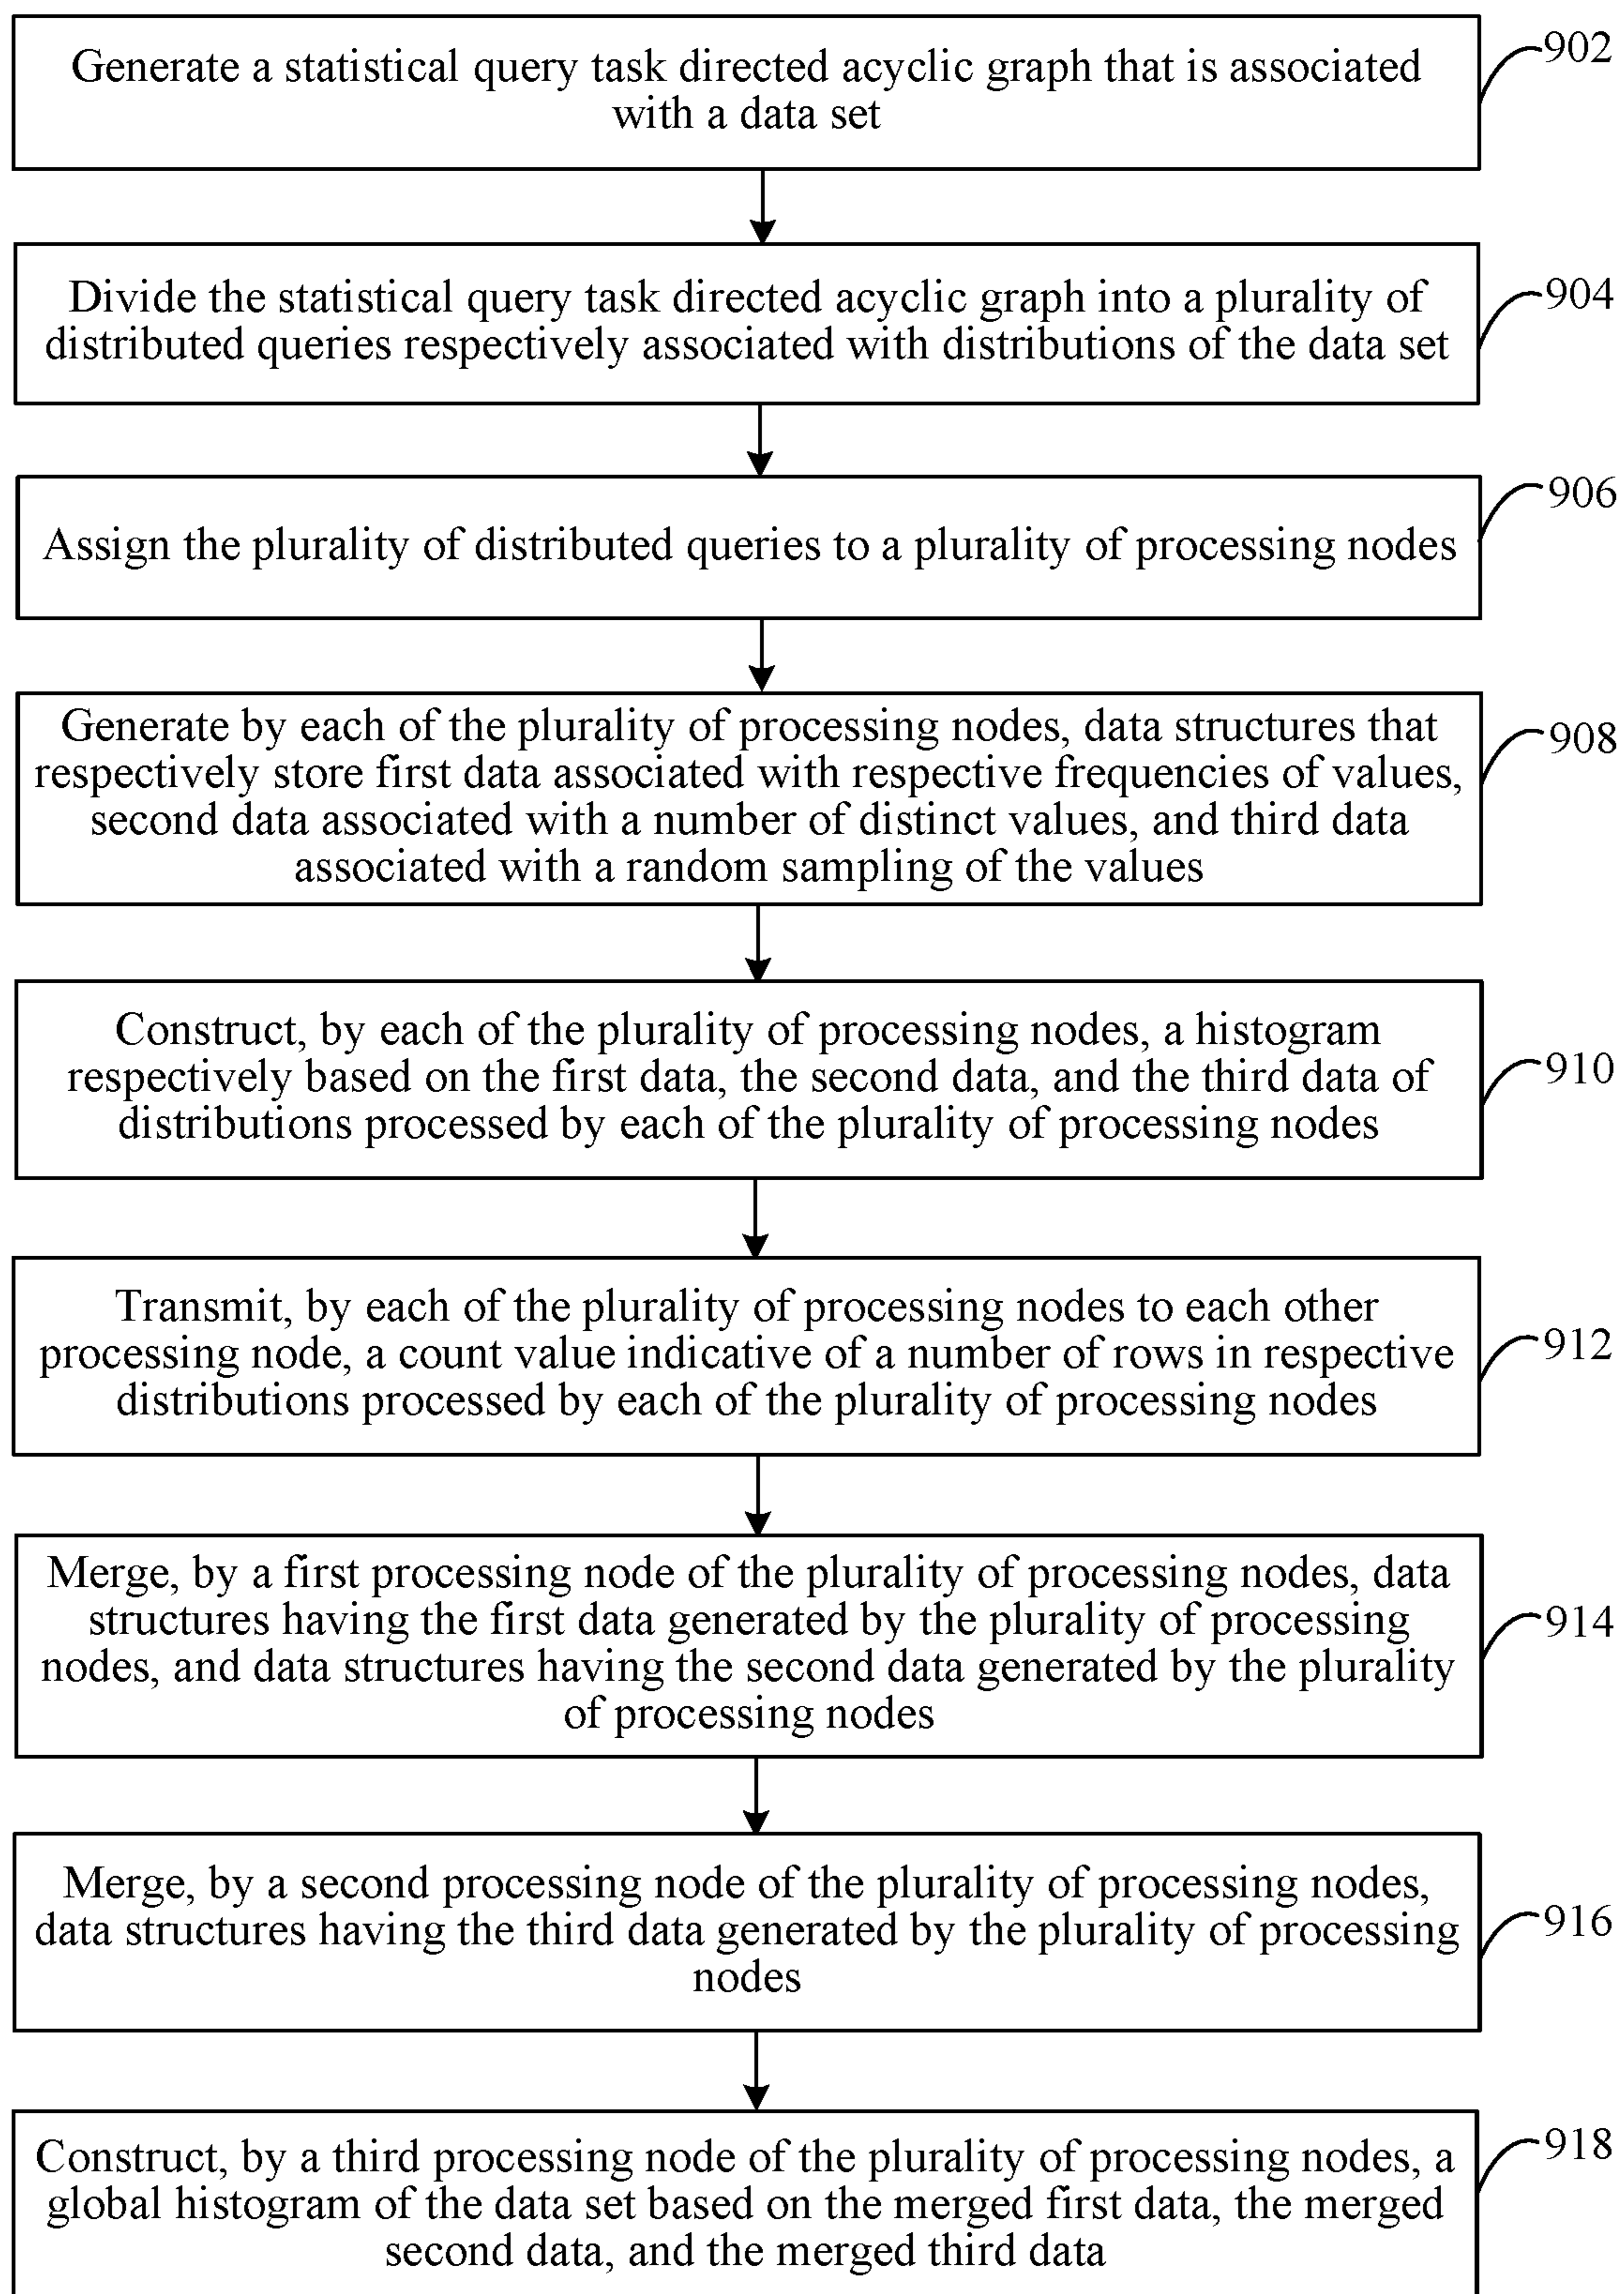 Generate a statistical query task directed acyclic graph that is associated
with a data set
902
Divide the statistical query task directed acyclic graph into a plurality of
distributed queries respectively associated with distributions of the data set
904
Assign the plurality of distributed queries to a plurality of processing nodes
906
Generate by each of the plurality of processing nodes, data structures that
respectively store first data associated with respective frequencies of values,
second data associated with a number of distinct values, and third data
associated with a random sampling of the values
908
Construct, by each of the plurality of processing nodes, a histogram
respectively based on the first data, the second data, and the third data of
distributions processed by each of the plurality of processing nodes
910
Transmit, by each of the plurality of processing nodes to each other
processing node, a count value indicative of a number of rows in respective
distributions processed by each of the plurality of processing nodes
912
Merge, by a first processing node of the plurality of processing nodes, data
structures having the first data generated by the plurality of processing
nodes, and data structures having the second data generated by the plurality
of processing nodes
914
Merge, by a second processing node of the plurality of processing nodes,
data structures having the third data generated by the plurality of processing
nodes
916
Construct, by a third processing node of the plurality of processing nodes, a
global histogram of the data set based on the merged first data, the merged
second data, and the merged third data
918